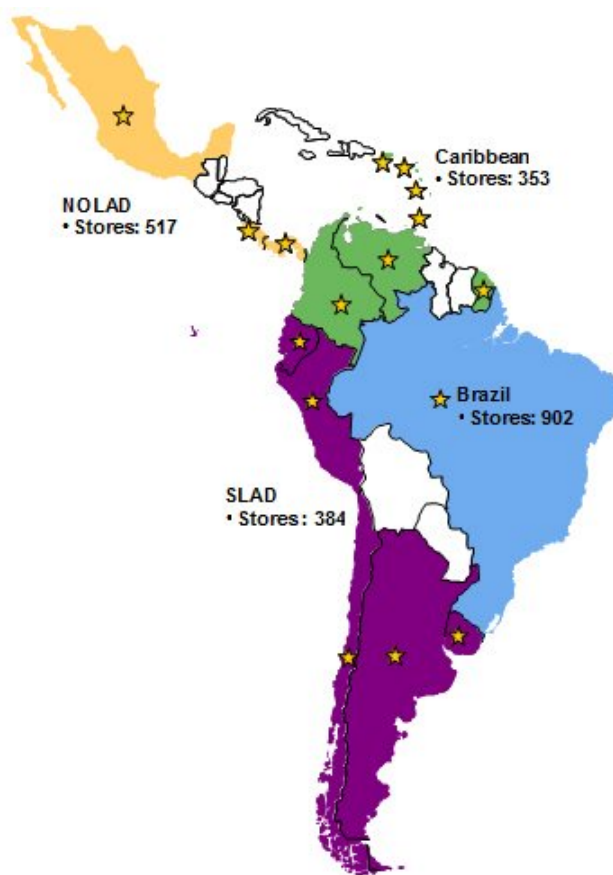 Caribbean
• Stores: 353
NOLAD
• Stores: 517
Brazil
• Stores: 902
SLAD
• Stores: 384